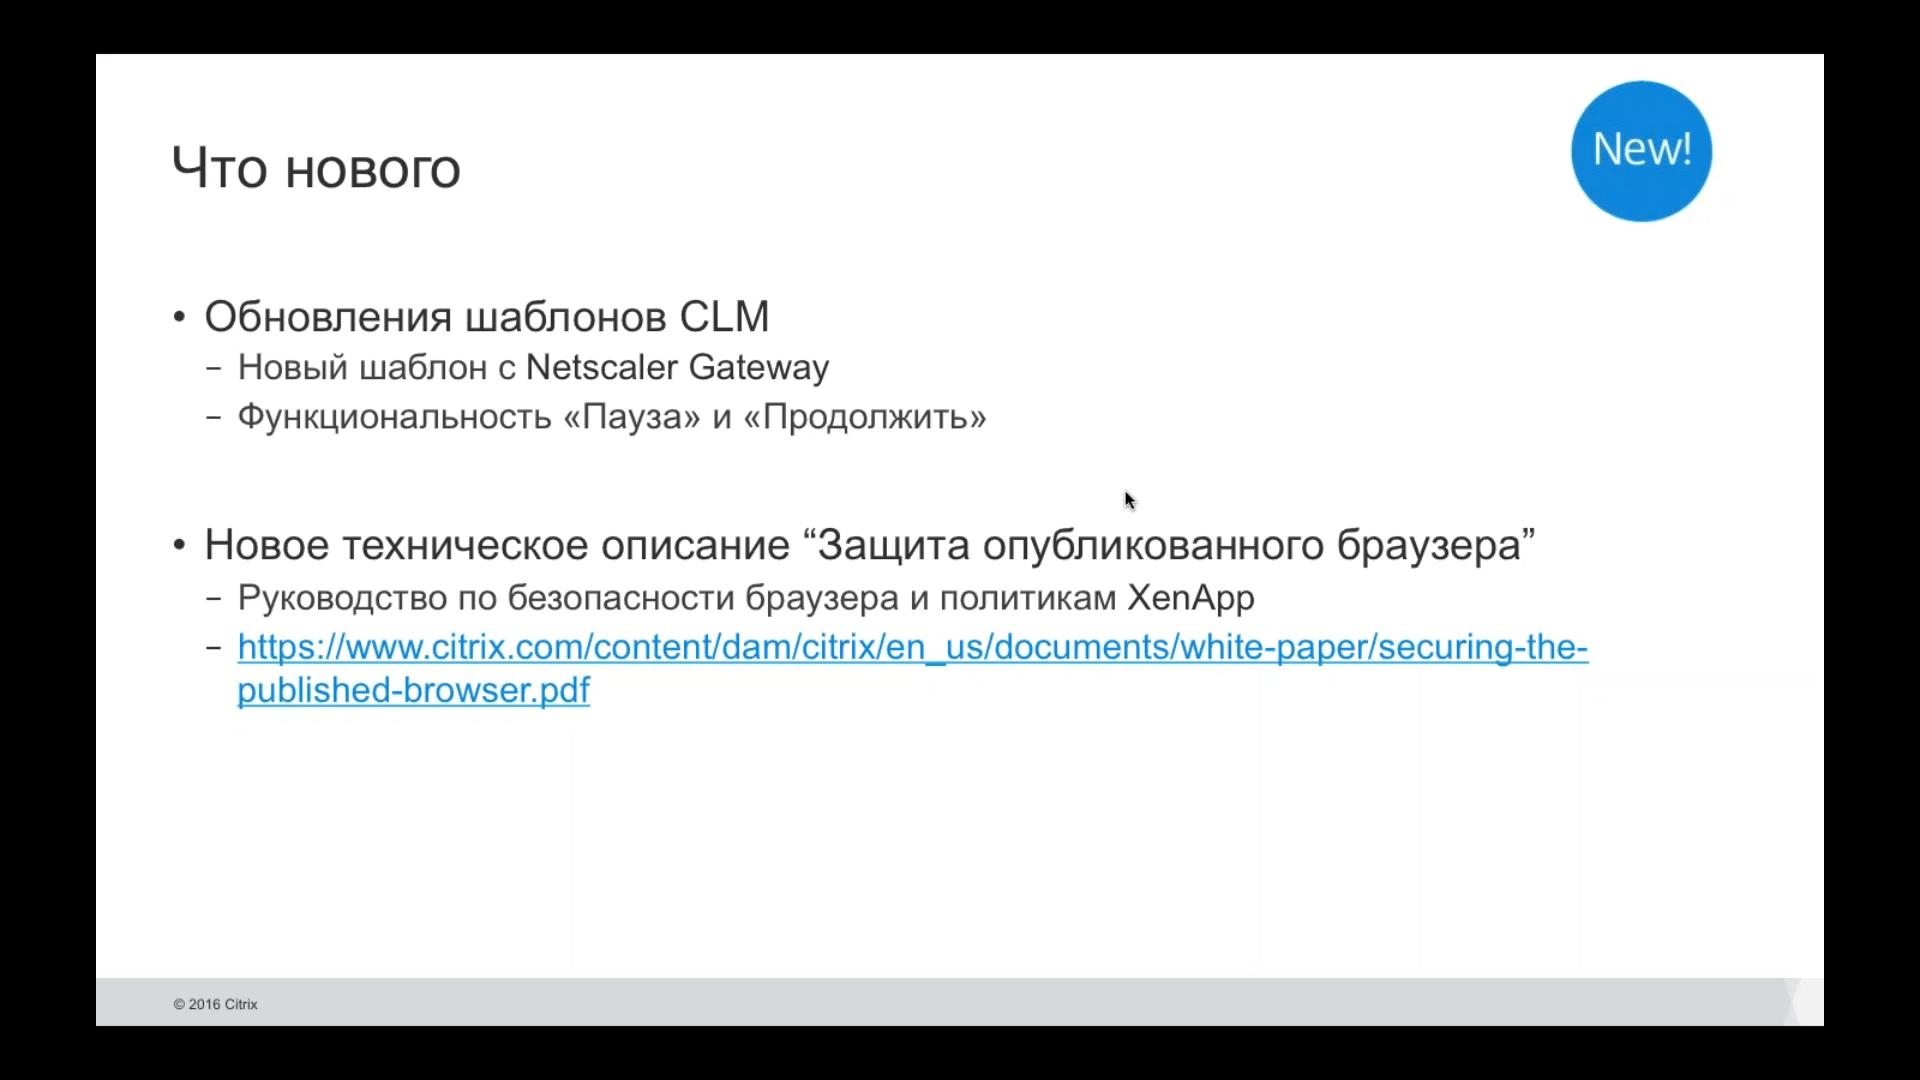 New!
Что нового
• Обновления шаблонов CLM
– Новый шаблон с Netscaler Gateway
– Функциональность «Пауза» и «Продолжить»
• Новое техническое описание “Защита опубликованного браузера”
– Руководство по безопасности браузера и политикам XenApp
– https://www.citrix.com/content/dam/citrix/en_us/documents/white-paper/securing-the-
published-browser.pdf
© 2016 Citrix